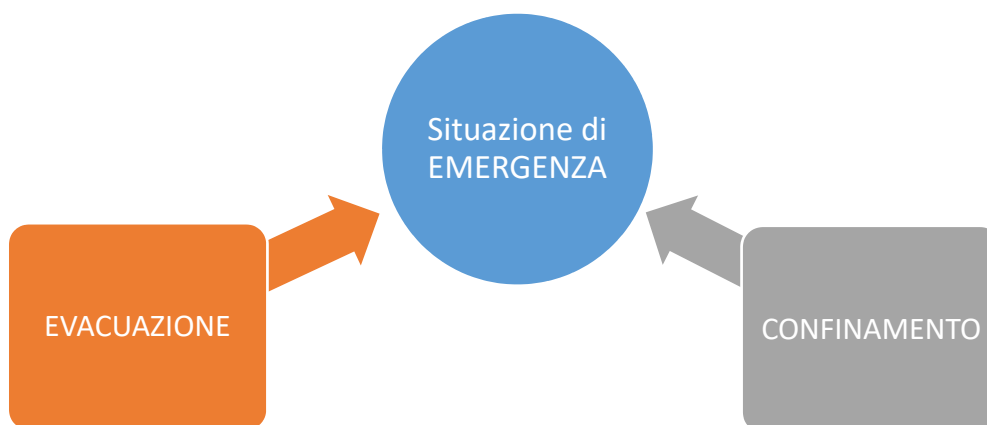 Situazione di
EMERGENZA
EVACUAZIONE
CONFINAMENTO